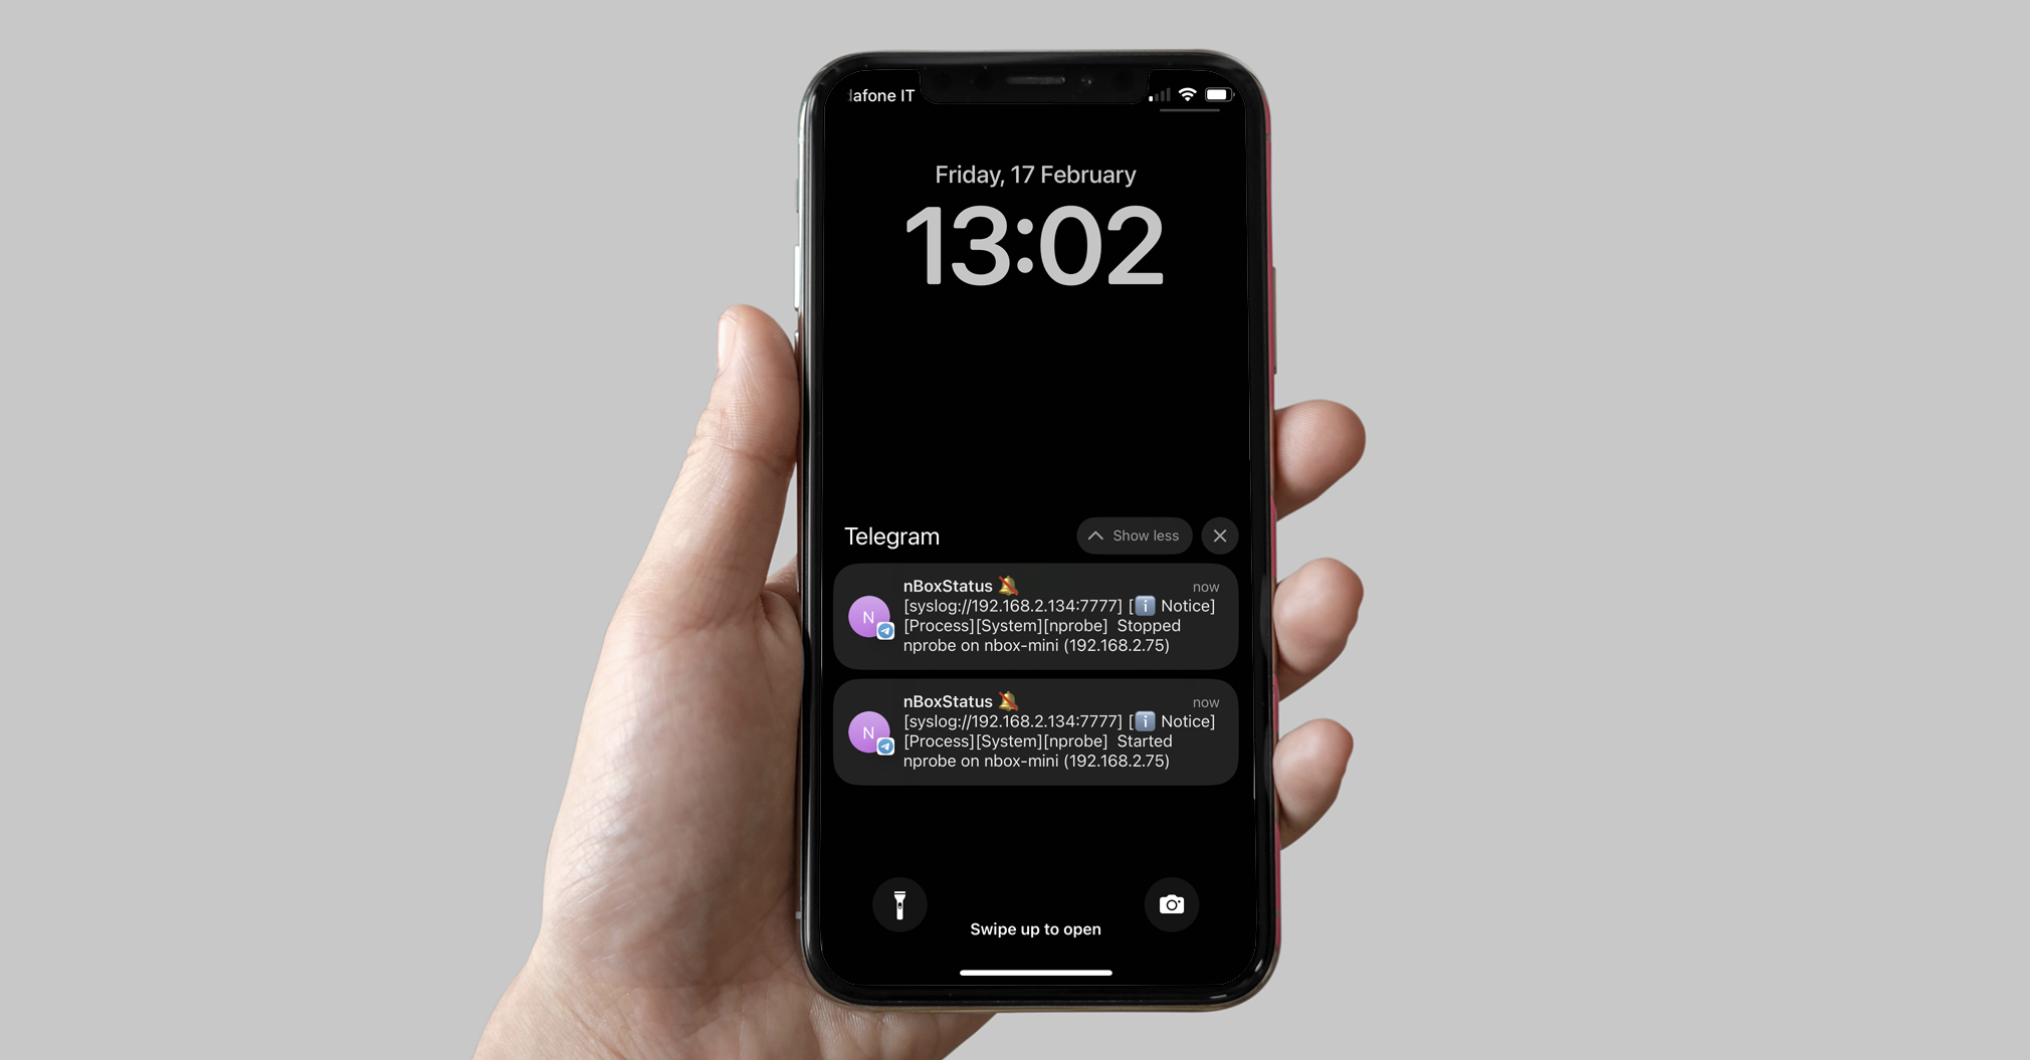 dafone IT
Friday, 17 February
13:02
Telegram
Show less
nBoxStatus 🔕
now
N
[syslog://192.168.2.134:7777] [ℹ️ Notice]
[Process][System][nprobe]  Stopped
nprobe on nbox-mini (192.168.2.75)
nBoxStatus 🔕
now
N
[syslog://192.168.2.134:7777] [ℹ️ Notice]
[Process][System][nprobe]  Started
nprobe on nbox-mini (192.168.2.75)
Swipe up to open